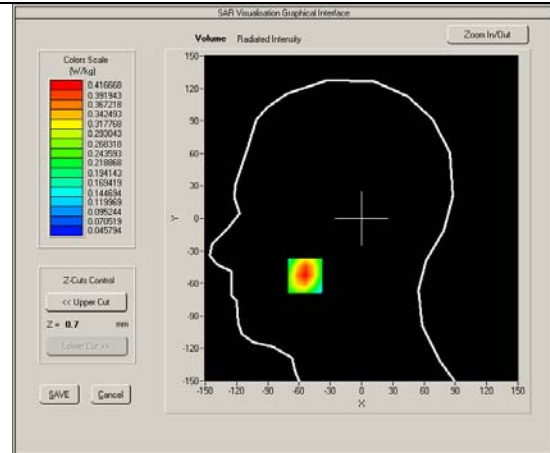 SAR Visualisation Graphical Interface
Volume Radiated Intensity
Zoom In/Out
Colors Scale
(W/kg)
0.416668
0.391943
0.367218
0.342493
0.317768
0.293043
0.268318
0.243593
0.218868
0.194143
0.169419
0.144694
0.119969
0.095244
0.070519
0.045794
Z-Cuts Control
<< Upper Cut
Z = 0.7 mm
Lower Cut >>
SAVE Cancel
150
120
90
60
30
Y 0
-30
-60
-90
-120
-150
-150 -120 -90 -60 -30 0 30 60 90 120 150
X